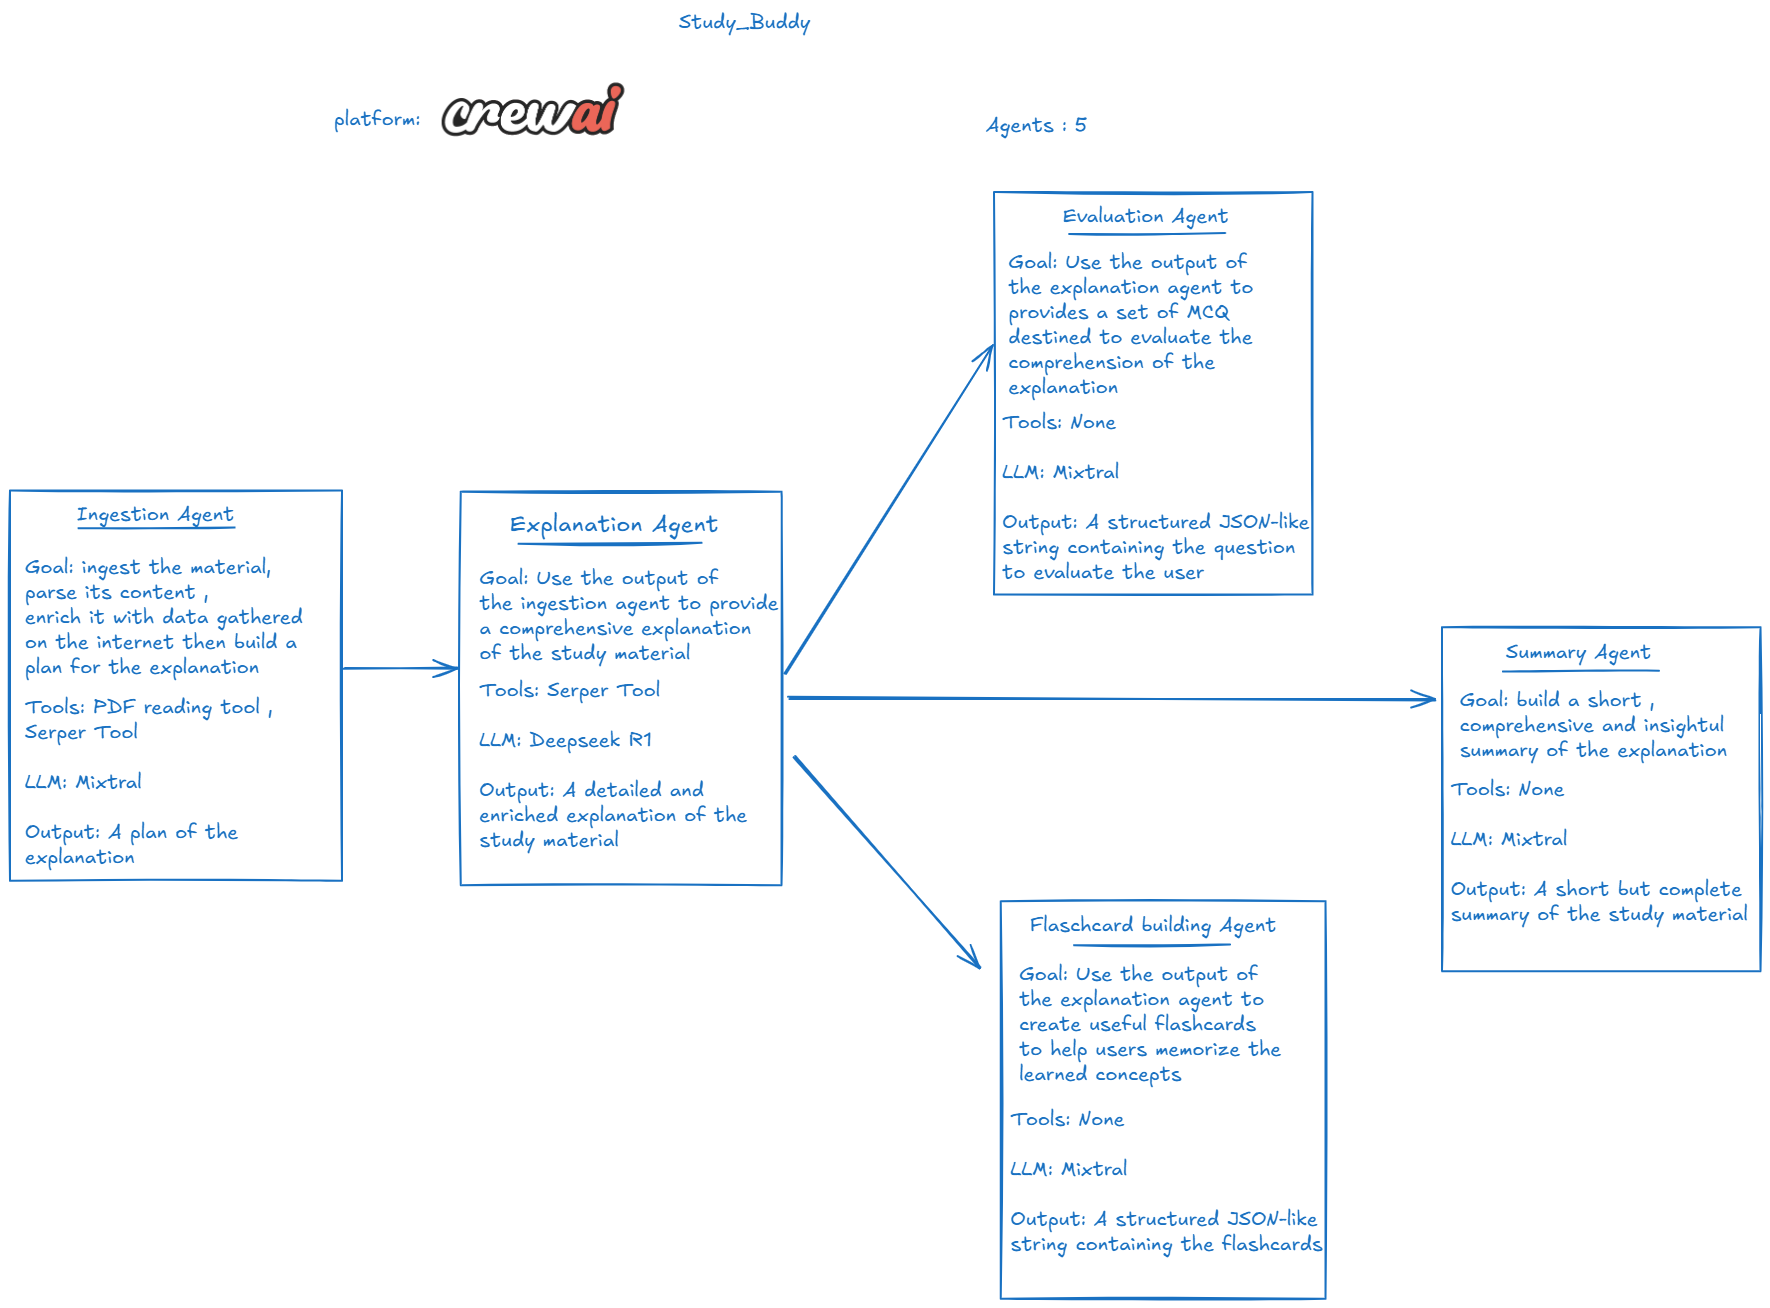 Study_Buddy
platform:
crewai
Agents : 5
Ingestion Agent
Goal: ingest the material,
parse its content ,
enrich it with data gathered
on the internet then build a
plan for the explanation
Tools: PDF reading tool ,
Serper Tool
LLM: Mixtral
Output: A plan of the
explanation
Explanation Agent
Goal: Use the output of
the ingestion agent to provide
a comprehensive explanation
of the study material
Tools: Serper Tool
LLM: Deepseek R1
Output: A detailed and
enriched explanation of the
study material
Evaluation Agent
Goal: Use the output of
the explanation agent to
provides a set of MCQ
destined to evaluate the
comprehension of the
explanation
Tools: None
LLM: Mixtral
Output: A structured JSON-like
string containing the question
to evaluate the user
Summary Agent
Goal: build a short ,
comprehensive and insightul
summary of the explanation
Tools: None
LLM: Mixtral
Output: A short but complete
summary of the study material
Flaschcard building Agent
Goal: Use the output of
the explanation agent to
create useful flashcards
to help users memorize the
learned concepts
Tools: None
LLM: Mixtral
Output: A structured JSON-like
string containing the flashcards